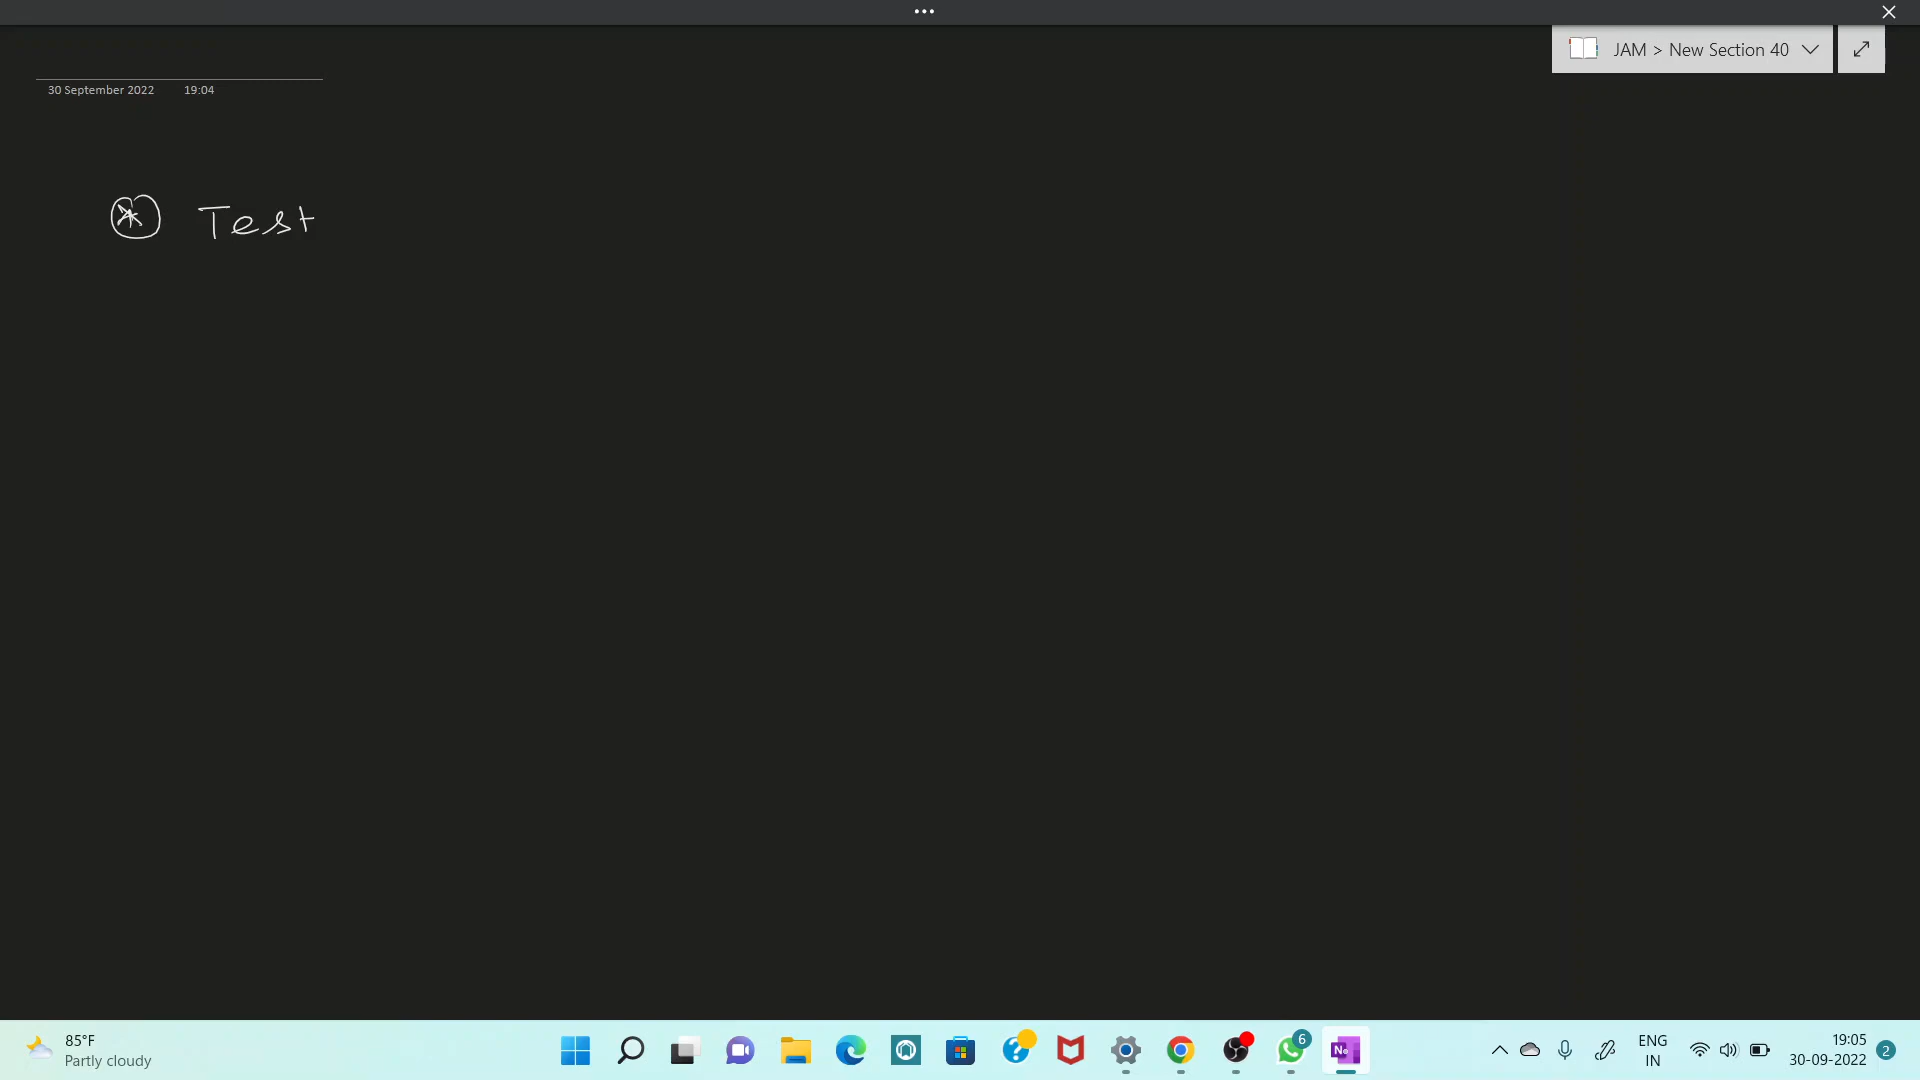 JAM > New Section 40
30 September 2022 19:04
Test
85°F
Partly cloudy
6
N
ENG
IN
19:05
30-09-2022
2